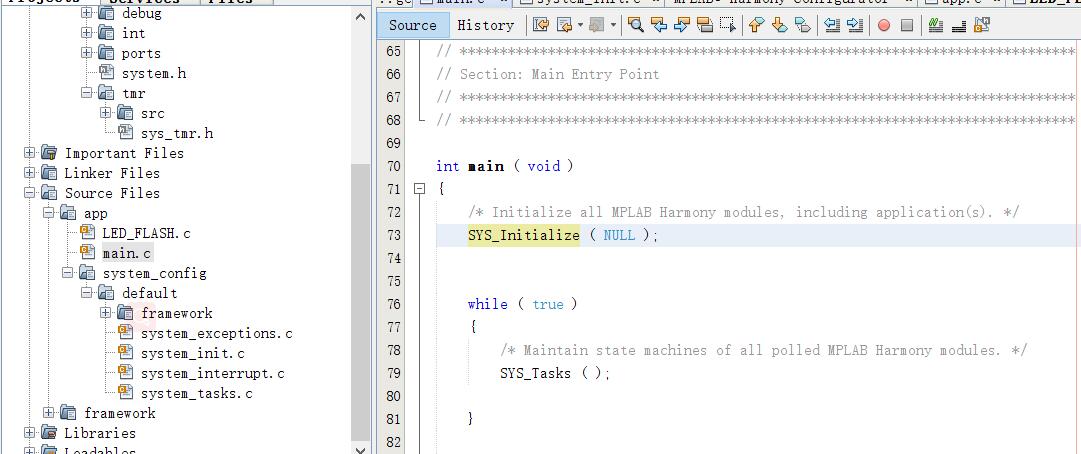 Projects Services Files
debug
int
ports
system.h
tmr
src
sys_tmr.h
Important Files
Linker Files
Source Files
app
LED_FLASH.c
main.c
system_config
default
framework
system_exceptions.c
system_init.c
system_interrupt.c
system_tasks.c
framework
Libraries
Loadables
main.c system_init.c MPLAB® Harmony Configurator app.c
Source History
65 // *****************************************************************************
66 // Section: Main Entry Point
67 // *****************************************************************************
68 // *****************************************************************************
69
70 int main ( void )
71 {
72 /* Initialize all MPLAB Harmony modules, including application(s). */
73 SYS_Initialize ( NULL );
74
75
76 while ( true )
77 {
78 /* Maintain state machines of all polled MPLAB Harmony modules. */
79 SYS_Tasks ( );
80
81 }
82